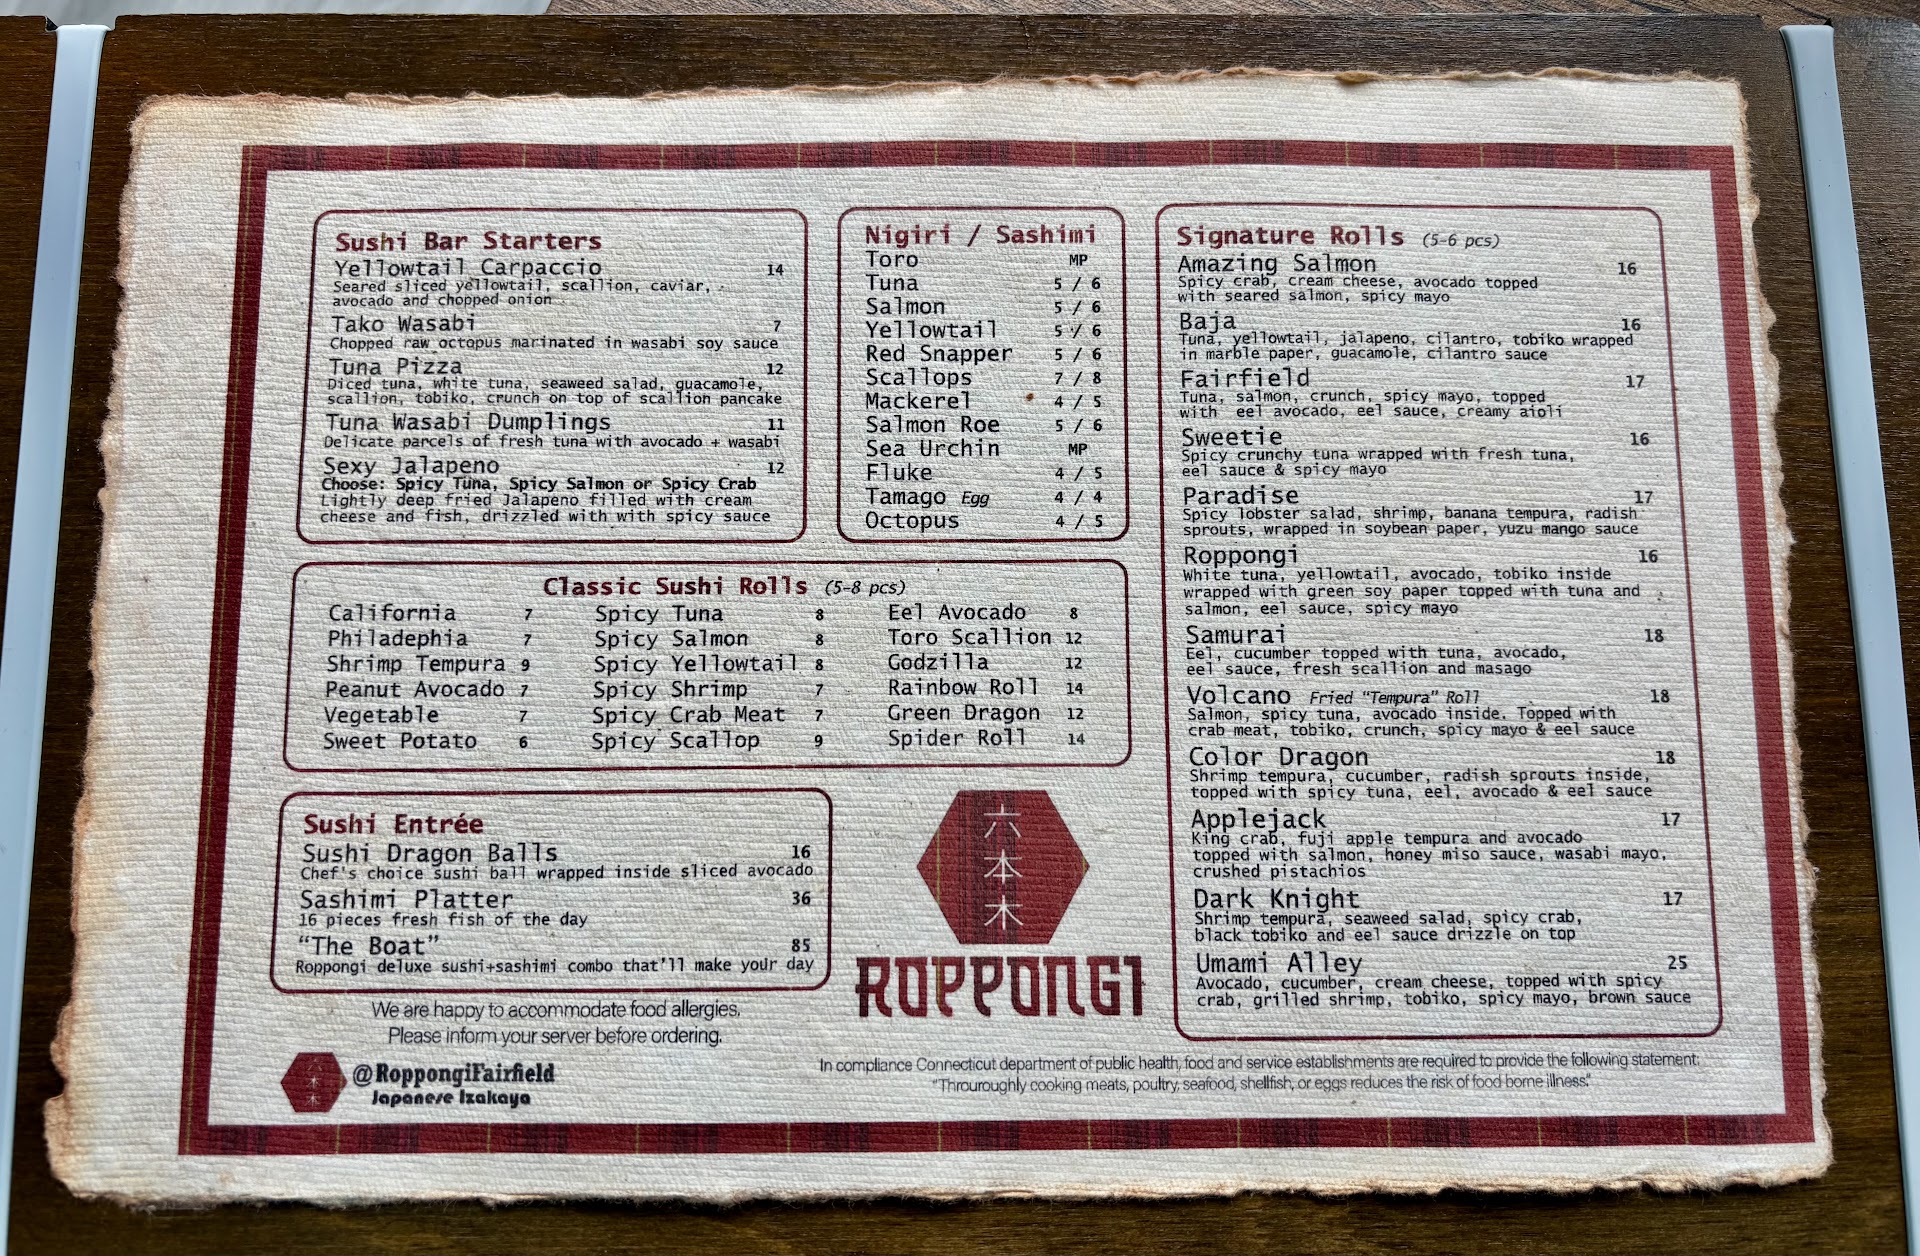 Sushi Bar Starters
Yellowtail Carpaccio 14
Seared sliced yellowtail, scallion, caviar,
avocado and chopped onion
Tako Wasabi 7
Chopped raw octopus marinated in wasabi soy sauce
Tuna Pizza 12
Diced tuna, white tuna, seaweed salad, guacamole,
scallion, tobiko, crunch on top of scallion pancake
Tuna Wasabi Dumplings 11
Delicate parcels of fresh tuna with avocado + wasabi
Sexy Jalapeno 12
Choose: Spicy Tuna, Spicy Salmon or Spicy Crab
Lightly deep fried Jalapeno filled with cream
cheese and fish, drizzled with with spicy sauce
Nigiri / Sashimi
Toro MP
Tuna 5 / 6
Salmon 5 / 6
Yellowtail 5 / 6
Red Snapper 5 / 6
Scallops 7 / 8
Mackerel 4 / 5
Salmon Roe 5 / 6
Sea Urchin MP
Fluke 4 / 5
Tamago Egg 4 / 4
Octopus 4 / 5
Classic Sushi Rolls (5-8 pcs)
California 7 Spicy Tuna 8 Eel Avocado 8
Philadephia 7 Spicy Salmon 8 Toro Scallion 12
Shrimp Tempura 9 Spicy Yellowtail 8 Godzilla 12
Peanut Avocado 7 Spicy Shrimp 7 Rainbow Roll 14
Vegetable 7 Spicy Crab Meat 7 Green Dragon 12
Sweet Potato 6 Spicy Scallop 9 Spider Roll 14
Sushi Entrée
Sushi Dragon Balls 16
Chef's choice sushi ball wrapped inside sliced avocado
Sashimi Platter 36
16 pieces fresh fish of the day
"The Boat" 85
Roppongi deluxe sushi+sashimi combo that'll make your day
We are happy to accommodate food allergies.
Please inform your server before ordering.
@RoppongiFairfield
Japanese Izakaya
六
本
木
ROPPONGI
Signature Rolls (5-6 pcs)
Amazing Salmon 16
Spicy crab, cream cheese, avocado topped
with seared salmon, spicy mayo
Baja 16
Tuna, yellowtail, jalapeno, cilantro, tobiko wrapped
in marble paper, guacamole, cilantro sauce
Fairfield 17
Tuna, salmon, crunch, spicy mayo, topped
with eel avocado, eel sauce, creamy aioli
Sweetie 16
Spicy crunchy tuna wrapped with fresh tuna,
eel sauce & spicy mayo
Paradise 17
Spicy lobster salad, shrimp, banana tempura, radish
sprouts, wrapped in soybean paper, yuzu mango sauce
Roppongi 16
White tuna, yellowtail, avocado, tobiko inside
wrapped with green soy paper topped with tuna and
salmon, eel sauce, spicy mayo
Samurai 18
Eel, cucumber topped with tuna, avocado,
eel sauce, fresh scallion and masago
Volcano Fried "Tempura" Roll 18
Salmon, spicy tuna, avocado inside. Topped with
crab meat, tobiko, crunch, spicy mayo & eel sauce
Color Dragon 18
Shrimp tempura, cucumber, radish sprouts inside,
topped with spicy tuna, eel, avocado & eel sauce
Applejack 17
King crab, fuji apple tempura and avocado
topped with salmon, honey miso sauce, wasabi mayo,
crushed pistachios
Dark Knight 17
Shrimp tempura, seaweed salad, spicy crab,
black tobiko and eel sauce drizzle on top
Umami Alley 25
Avocado, cucumber, cream cheese, topped with spicy
crab, grilled shrimp, tobiko, spicy mayo, brown sauce
In compliance Connecticut department of public health, food and service establishments are required to provide the following statement:
"Throuroughly cooking meats, poultry, seafood, shellfish, or eggs reduces the risk of food borne illness."